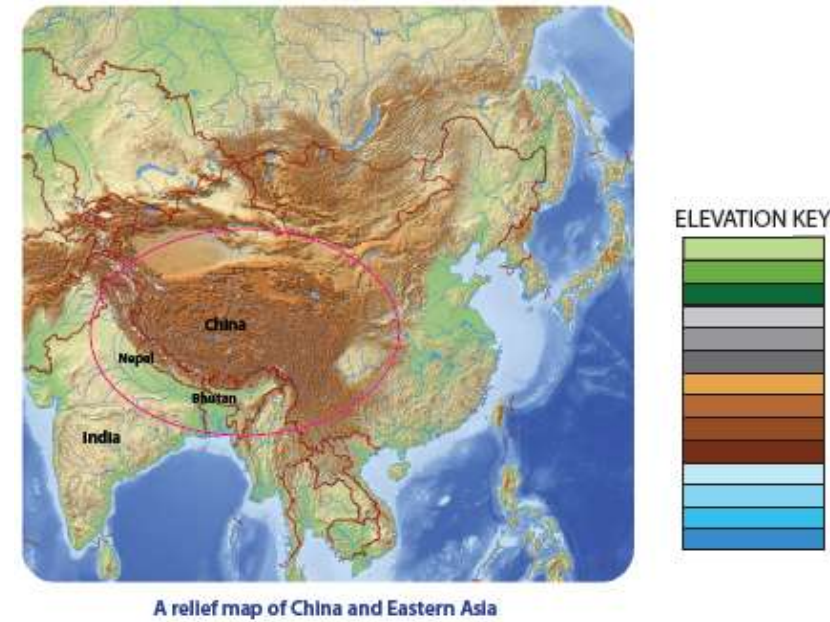 ELEVATION KEY
China
Nepal
Bhutan
India
A relief map of China and Eastern Asia